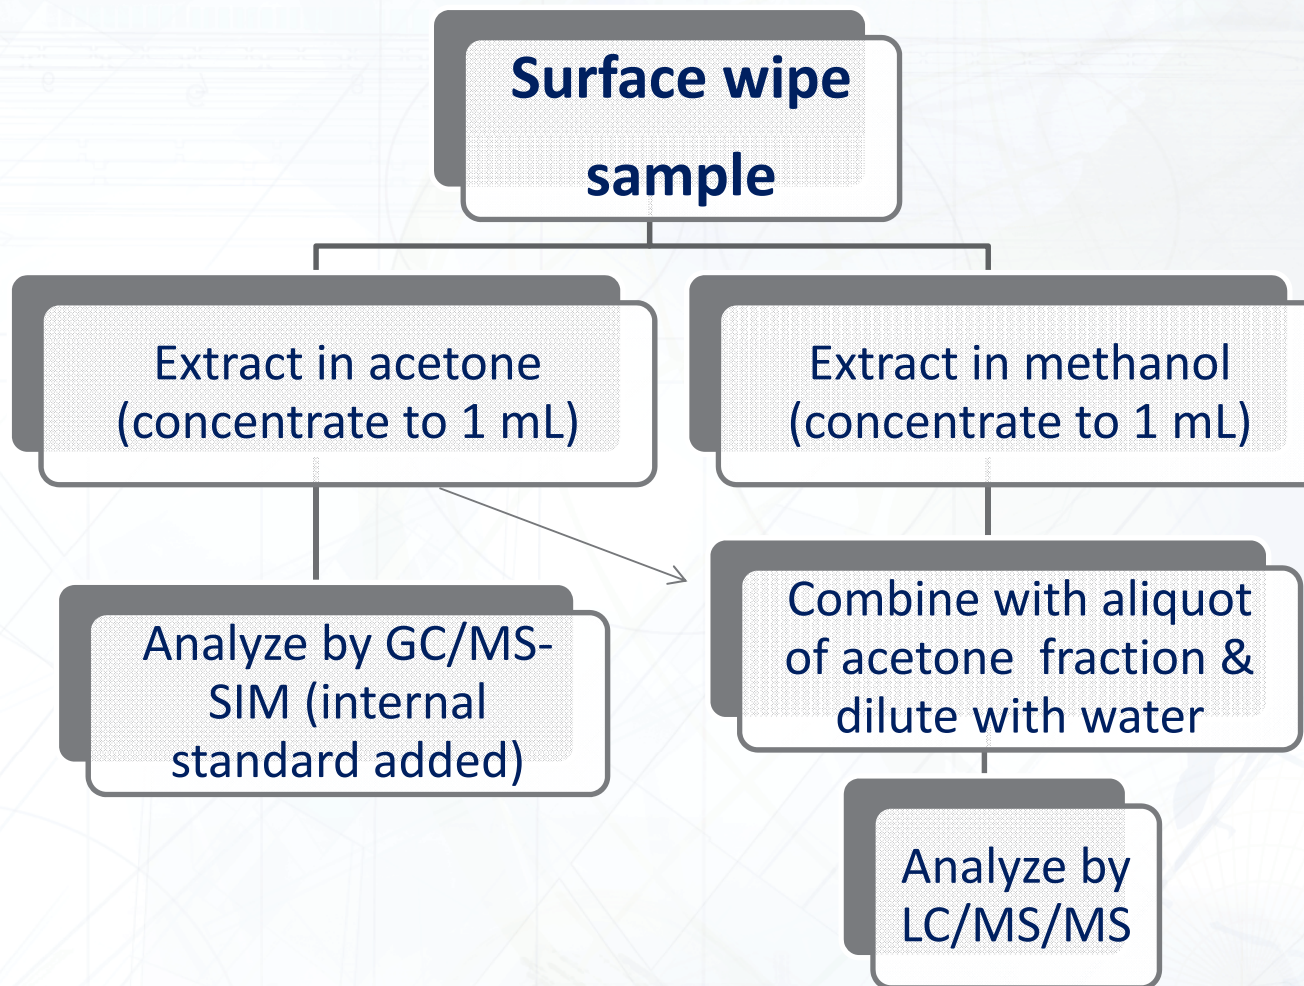 Surface wipe
sample
Extract in acetone
(concentrate to 1 mL)
Extract in methanol
(concentrate to 1 mL)
Analyze by GC/MS-
SIM (internal
standard added)
Combine with aliquot
of acetone fraction &
dilute with water
Analyze by
LC/MS/MS